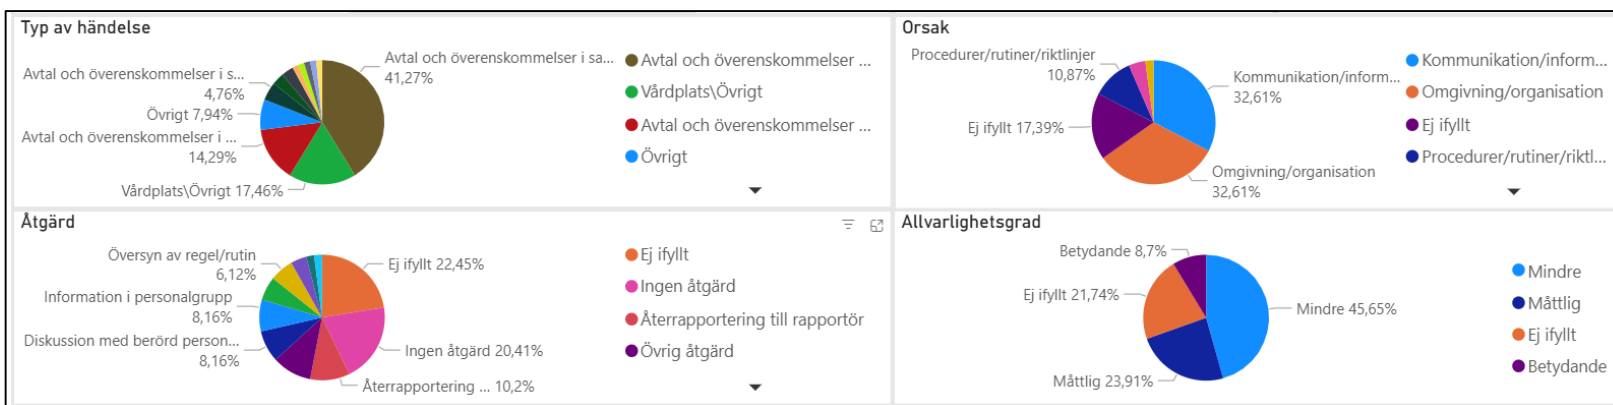 Typ av händelse
Avtal och överenskommelser i sa...
41,27%
Avtal och överenskommelser i s...
4,76%
Övrigt 7,94%
Avtal och överenskommelser i ...
14,29%
Vårdplats\Övrigt 17,46%
Avtal och överenskommelser ...
Vårdplats\Övrigt
Avtal och överenskommelser ...
Övrigt
Orsak
Procedurer/rutiner/riktlinjer
10,87%
Kommunikation/inform...
32,61%
Ej ifyllt 17,39%
Omgivning/organisation
32,61%
Kommunikation/inform...
Omgivning/organisation
Ej ifyllt
Procedurer/rutiner/riktl...
Åtgärd
Översyn av regel/rutin
6,12%
Ej ifyllt 22,45%
Information i personalgrupp
8,16%
Diskussion med berörd person...
8,16%
Ingen åtgärd 20,41%
Återrapportering ... 10,2%
Ej ifyllt
Ingen åtgärd
Återrapportering till rapportör
Övrig åtgärd
Allvarlighetsgrad
Betydande 8,7%
Ej ifyllt 21,74%
Mindre 45,65%
Måttlig 23,91%
Mindre
Måttlig
Ej ifyllt
Betydande